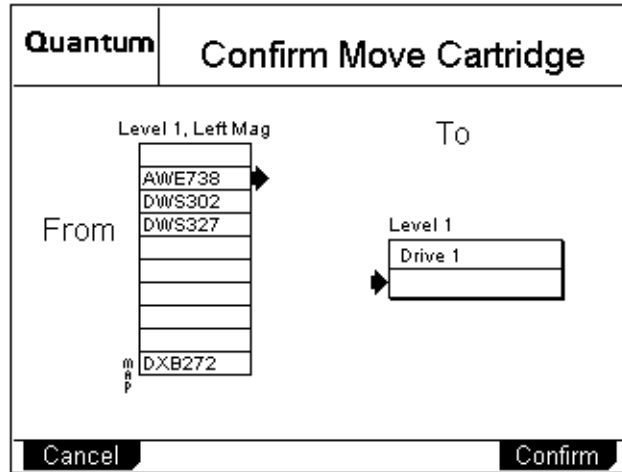 Quantum
Confirm Move Cartridge
Level 1, Left Mag
To
AWE738
DWS302
DWS327
From
Level 1
Drive 1
DXB272
MAP
Cancel
Confirm